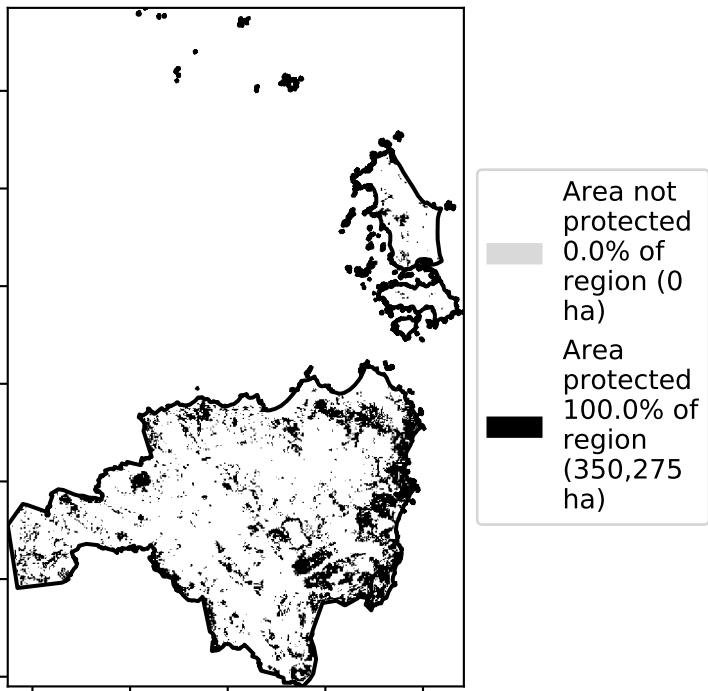 Area not
protected
0.0% of
region (0
ha)
Area
protected
100.0% of
region
(350,275
ha)